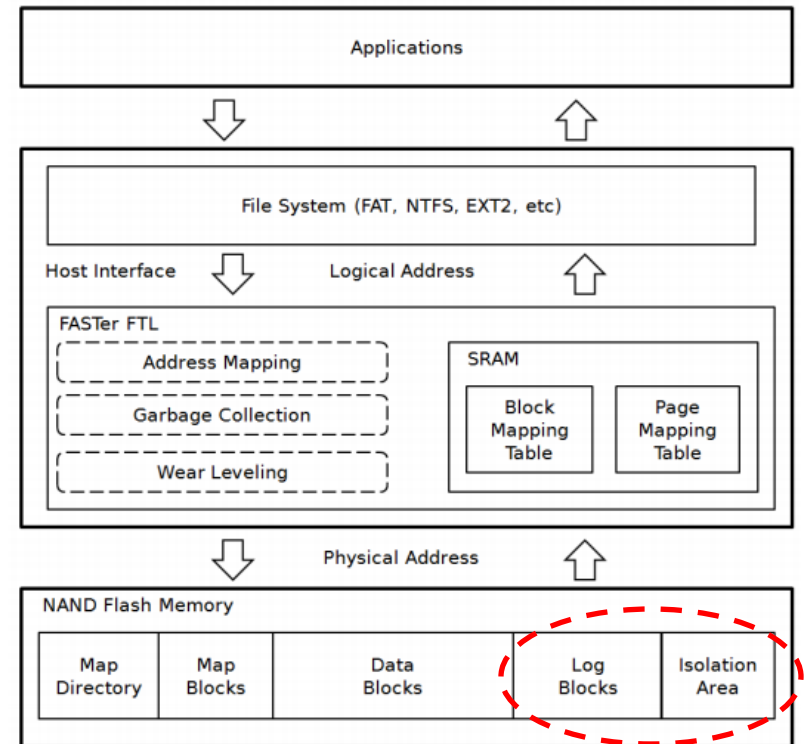 Applications
File System (FAT, NTFS, EXT2, etc)
Host Interface
Logical Address
FASTer FTL
Address Mapping
Garbage Collection
Wear Leveling
SRAM
Block
Mapping
Table
Page
Mapping
Table
Physical Address
NAND Flash Memory
Map
Directory
Map
Blocks
Data
Blocks
Log
Blocks
Isolation
Area